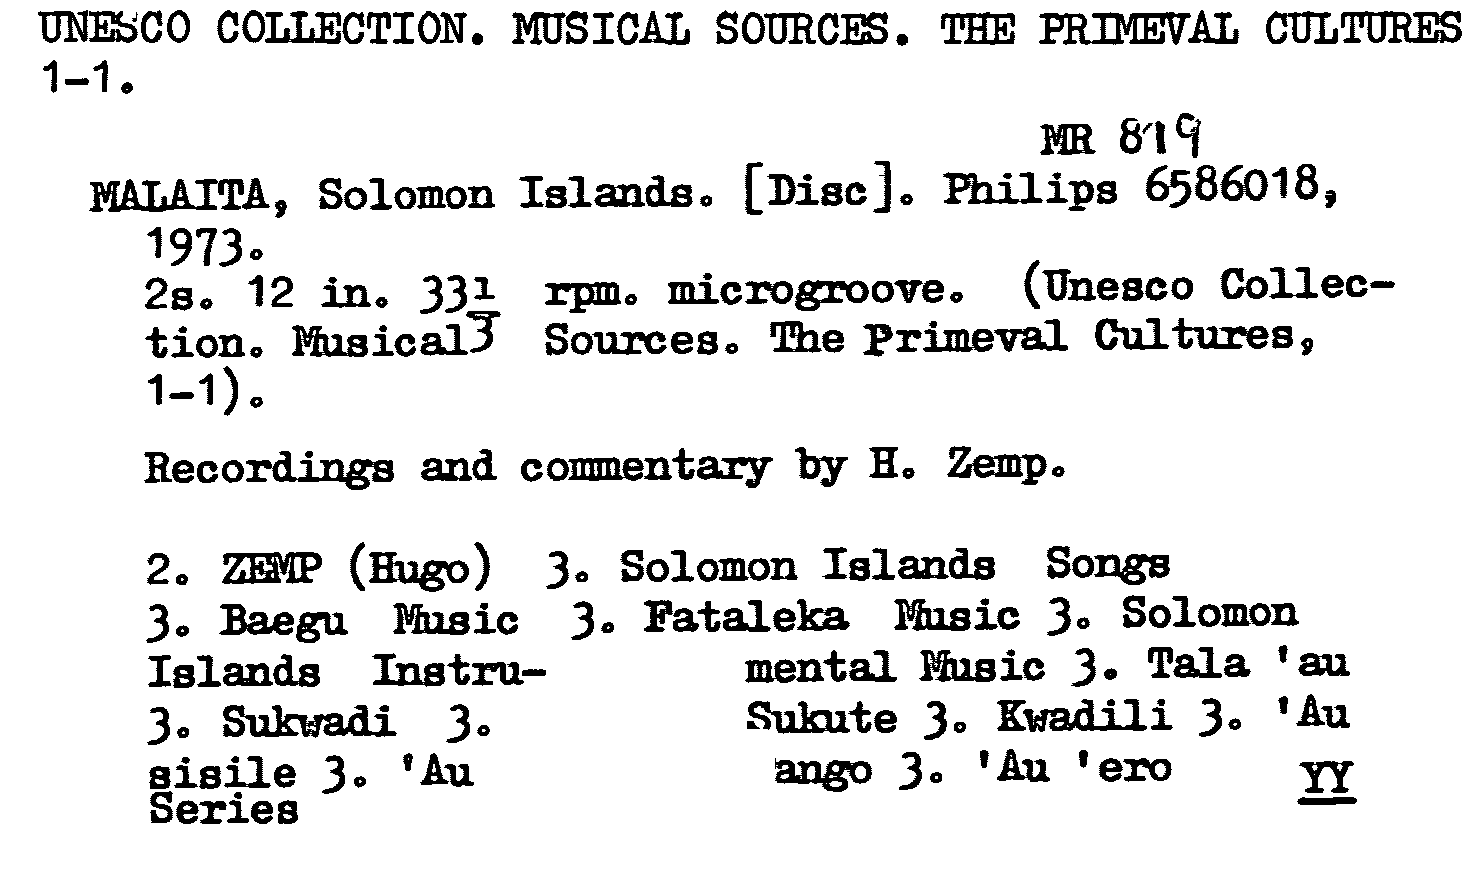 UNESCO COLLECTION. MUSICAL SOURCES. THE PRIMEVAL CULTURES
1-1.
MR 819
MALAITA, Solomon Islands. [Disc]. Philips 6586018,
1973.
2s. 12 in. 33 1/3 rpm. microgroove. (Unesco Collec-
tion. Musical Sources. The Primeval Cultures,
1-1).
Recordings and commentary by H. Zemp.
2. ZEMP (Hugo) 3. Solomon Islands Songs
3. Baegu Music 3. Fataleka Music 3. Solomon
Islands Instru- mental Music 3. Tala 'au
3. Sukwadi 3. Sukute 3. Kwadili 3. 'Au
sisile 3. 'Au ango 3. 'Au 'ero YY
Series